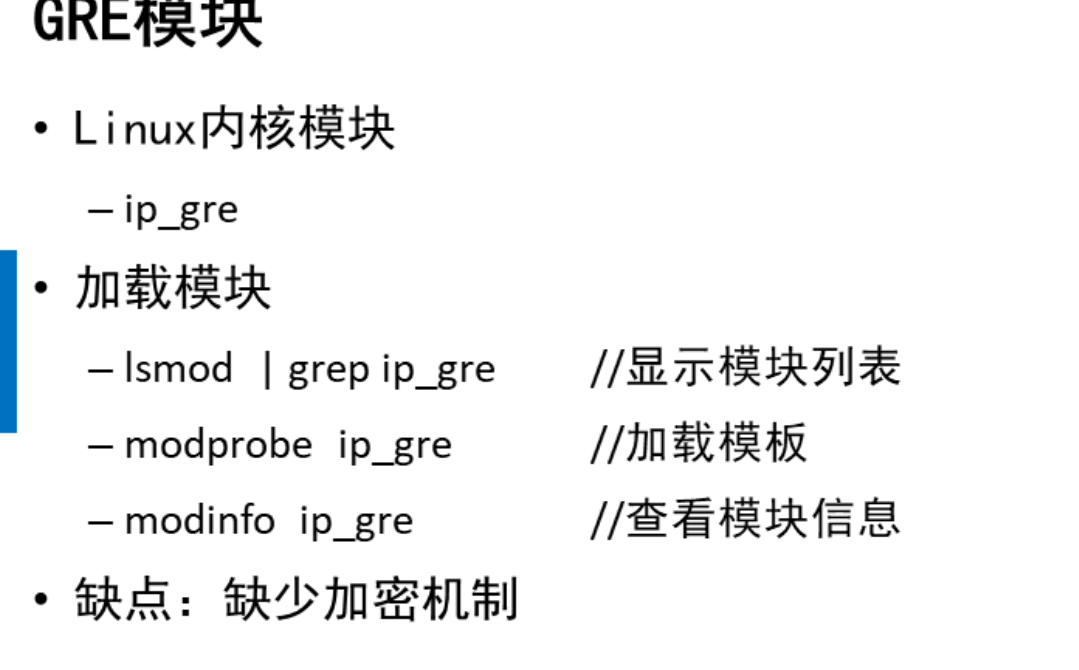 GRE模块
• Linux内核模块
– ip_gre
• 加载模块
– lsmod | grep ip_gre //显示模块列表
– modprobe ip_gre //加载模板
– modinfo ip_gre //查看模块信息
• 缺点：缺少加密机制